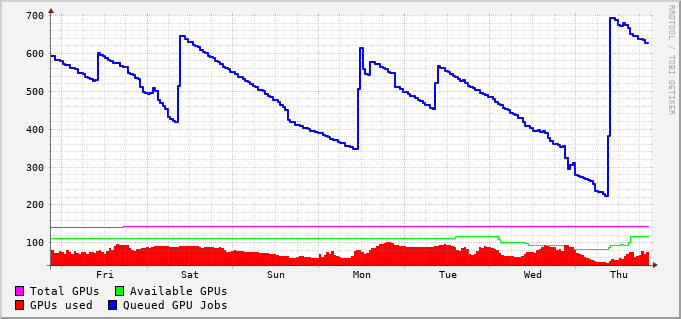 700
600
500
400
300
200
100
Fri Sat Sun Mon Tue Wed Thu
Total GPUs Available GPUs
GPUs used Queued GPU Jobs
RRDTOOL / TOBI OETIKER